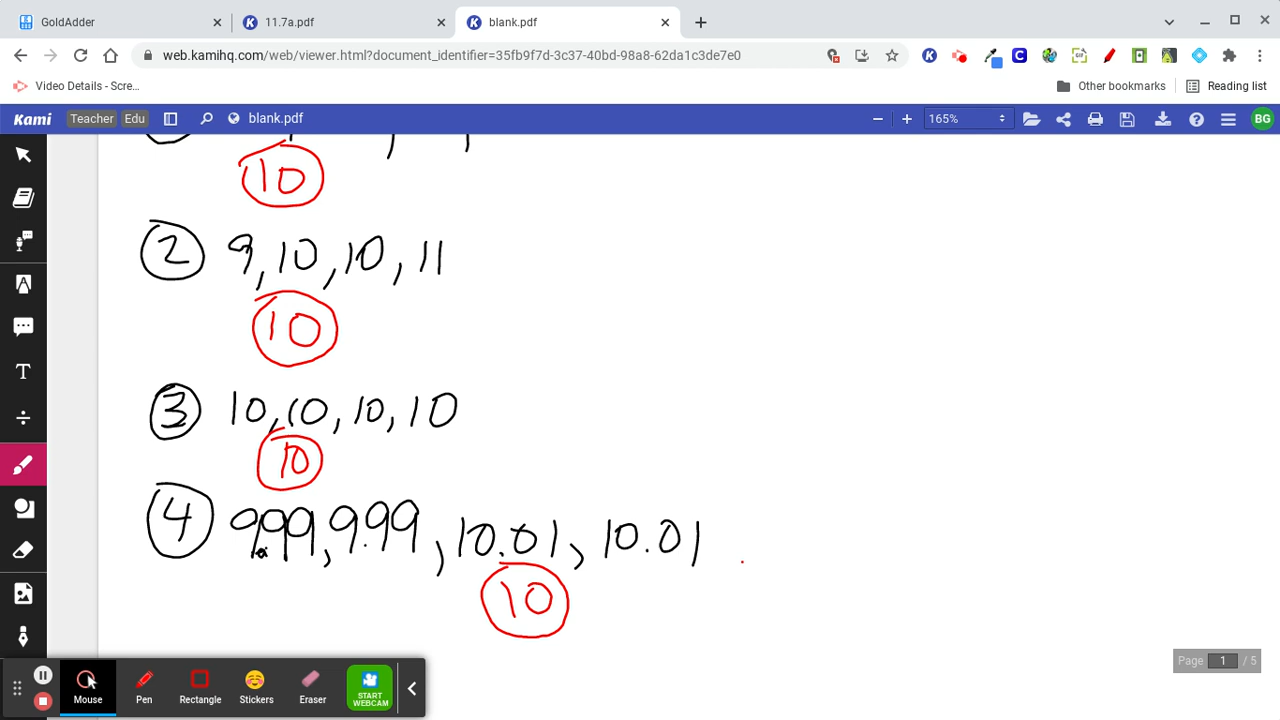 GoldAdder
11.7a.pdf
blank.pdf
web.kamihq.com/web/viewer.html?document_identifier=35fb9f7d-3c37-40bd-98a8-62da1c3de7e0
Video Details - Scre...
Other bookmarks
Reading list
Kami
Teacher
Edu
blank.pdf
165%
BG
10
2 9, 10, 10, 11
10
3 10, 10, 10, 10
10
4 9.99, 9.99, 10.01, 10.01
10
Page 1 / 5
Mouse
Pen
Rectangle
Stickers
Eraser
START WEBCAM